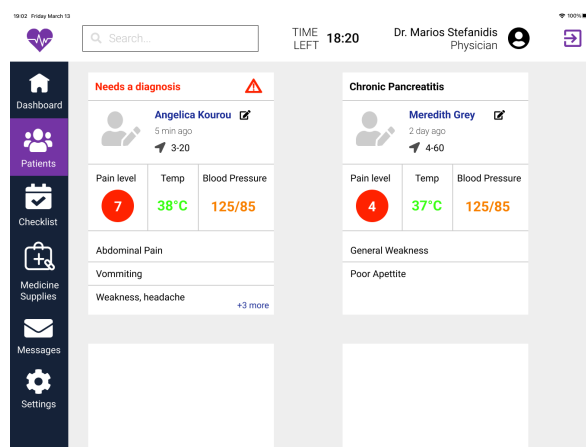 19:02 Friday March 13
100%
Search...
TIME LEFT 18:20
Dr. Marios Stefanidis
Physician
Dashboard
Patients
Checklist
Medicine
Supplies
Messages
Settings
Needs a diagnosis
Angelica Kourou
5 min ago
3-20
Pain level Temp Blood Pressure
7 38°C 125/85
Abdominal Pain
Vommiting
Weakness, headache
+3 more
Chronic Pancreatitis
Meredith Grey
2 day ago
4-60
Pain level Temp Blood Pressure
4 37°C 125/85
General Weakness
Poor Apettite